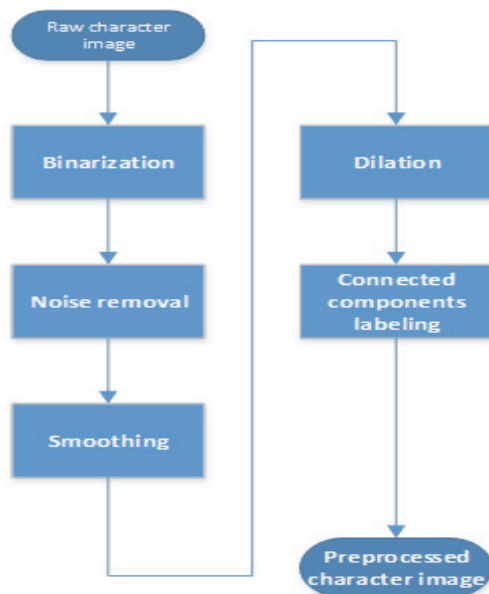 Raw character
image
Binarization
Noise removal
Smoothing
Dilation
Connected
components
labeling
Preprocessed
character image